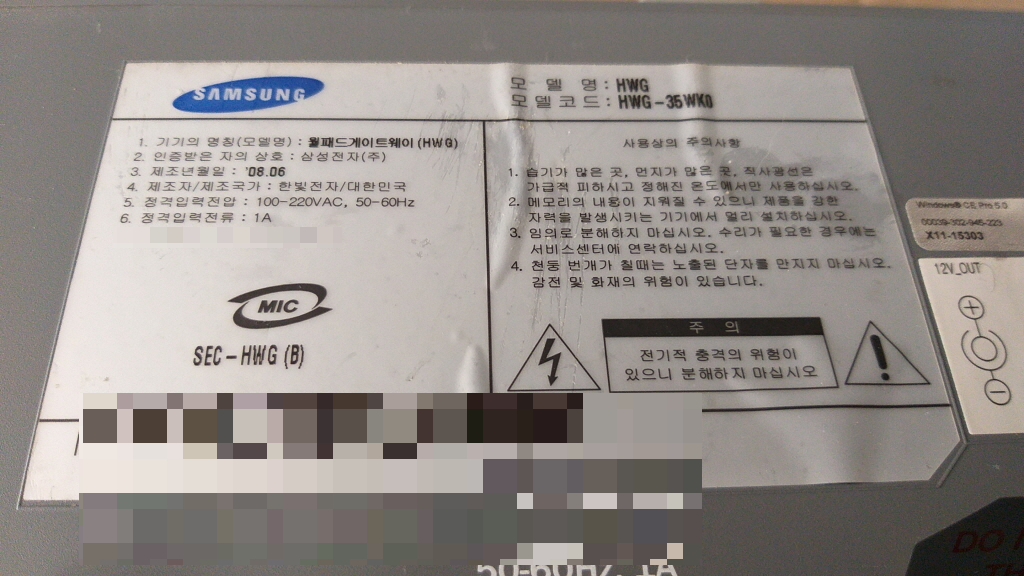 SAMSUNG
모 델 명 : HWG
모델코드 : HWG-35WK0
1. 기기의 명칭(모델명) : 월패드게이트웨이(HWG)
2. 인증받은 자의 상호 : 삼성전자(주)
3. 제조년월일 : '08.06
4. 제조자/제조국가 : 한빛전자/대한민국
5. 정격입력전압 : 100-220VAC, 50-60Hz
6. 정격입력전류 : 1A
MIC
SEC-HWG (B)
사용상의 주의사항
1. 습기가 많은 곳, 먼지가 많은 곳, 직사광선은
가급적 피하시고 정해진 온도에서만 사용하십시오.
2. 메모리의 내용이 지워질 수 있으니 제품을 강한
자력을 발생시키는 기기에서 멀리 설치하십시오.
3. 임의로 분해하지 마십시오. 수리가 필요한 경우에는
서비스센터에 연락하십시오.
4. 천둥 번개가 칠때는 노출된 단자를 만지지 마십시오.
감전 및 화재의 위험이 있습니다.
주 의
전기적 충격의 위험이
있으니 분해하지 마십시오
Windows® CE Pro 5.0
00039-302-945-223
X11-15303
12V_OUT
DO
TH